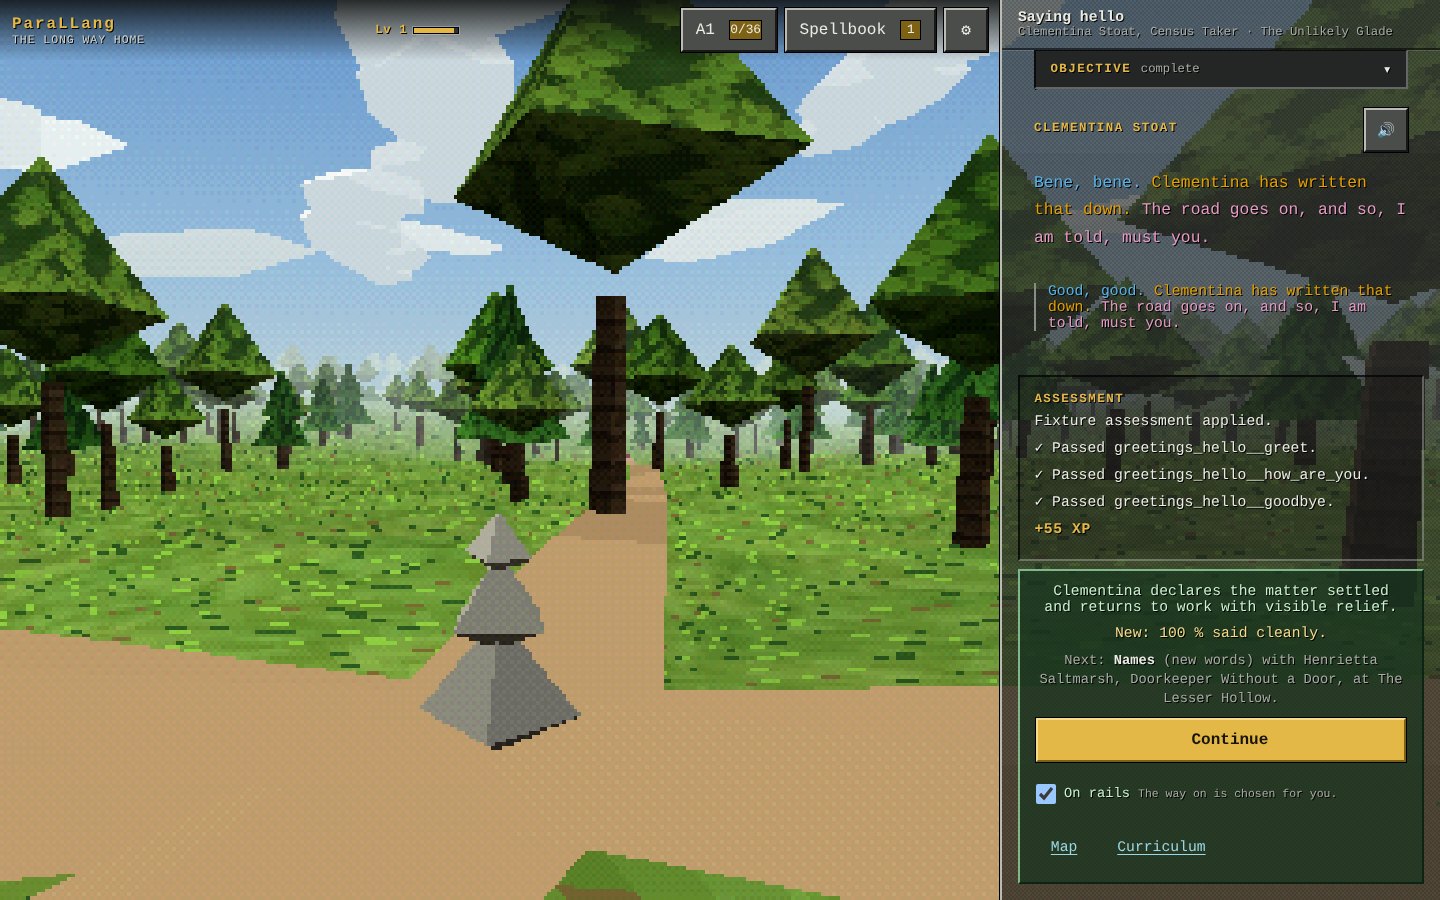 ParaLLang
THE LONG WAY HOME
Lv 1
A1 0/36
Spellbook 1
Saying hello
Clementina Stoat, Census Taker · The Unlikely Glade
OBJECTIVE complete
CLEMENTINA STOAT
Bene, bene. Clementina has written
that down. The road goes on, and so, I
am told, must you.
Good, good. Clementina has written that
down. The road goes on, and so, I am
told, must you.
ASSESSMENT
Fixture assessment applied.
✓ Passed greetings_hello__greet.
✓ Passed greetings_hello__how_are_you.
✓ Passed greetings_hello__goodbye.
+55 XP
Clementina declares the matter settled
and returns to work with visible relief.
New: 100 % said cleanly.
Next: Names (new words) with Henrietta
Saltmarsh, Doorkeeper Without a Door, at The
Lesser Hollow.
Continue
On rails The way on is chosen for you.
Map Curriculum